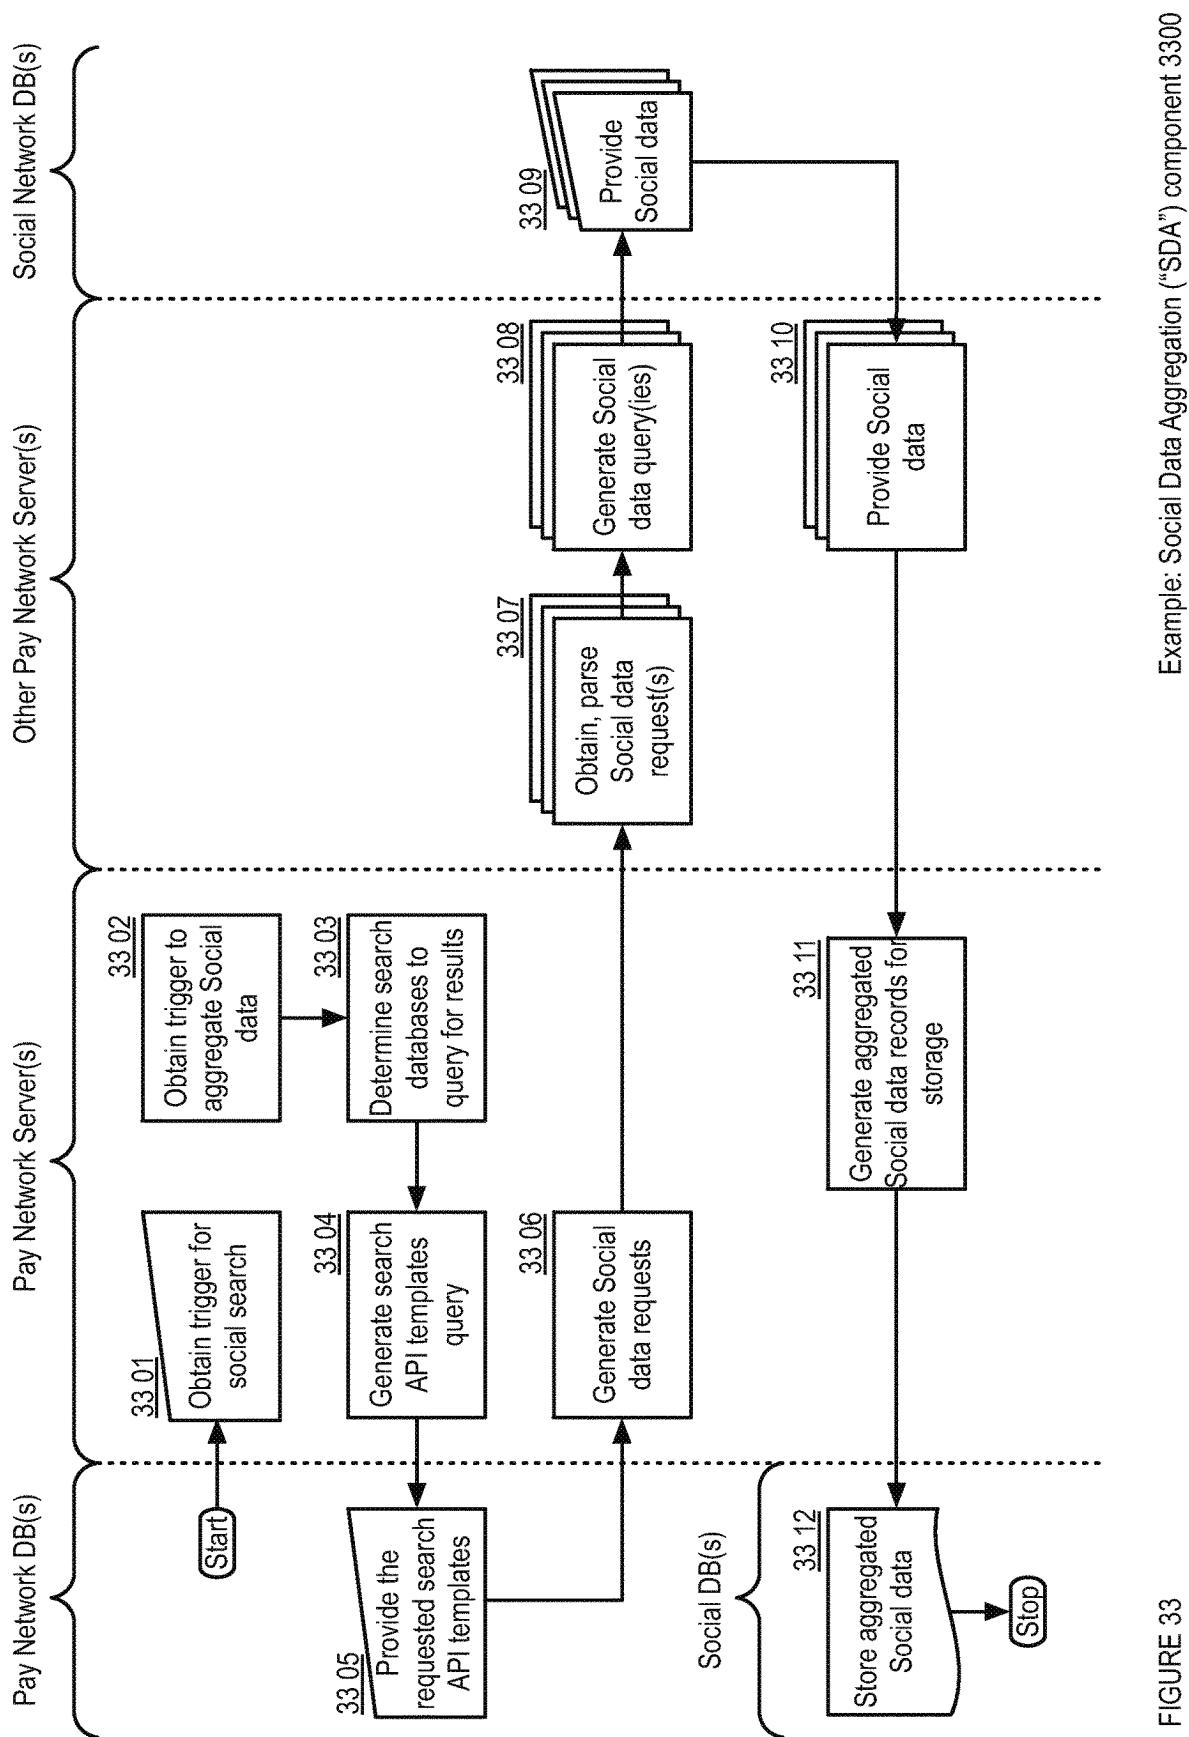 Pay Network DB(s)
Pay Network Server(s)
Other Pay Network Server(s)
Social Network DB(s)
Start
33 01
Obtain trigger for
social search
33 02
Obtain trigger to
aggregate Social
data
33 03
Determine search
databases to
query for results
33 04
Generate search
API templates
query
33 05
Provide the
requested search
API templates
33 06
Generate Social
data requests
33 07
Obtain, parse
Social data
request(s)
33 08
Generate Social
data query(ies)
33 09
Provide
Social data
33 10
Provide Social
data
33 11
Generate aggregated
Social data records for
storage
Social DB(s)
33 12
Store aggregated
Social data
Stop
FIGURE 33
Example: Social Data Aggregation (“SDA”) component 3300